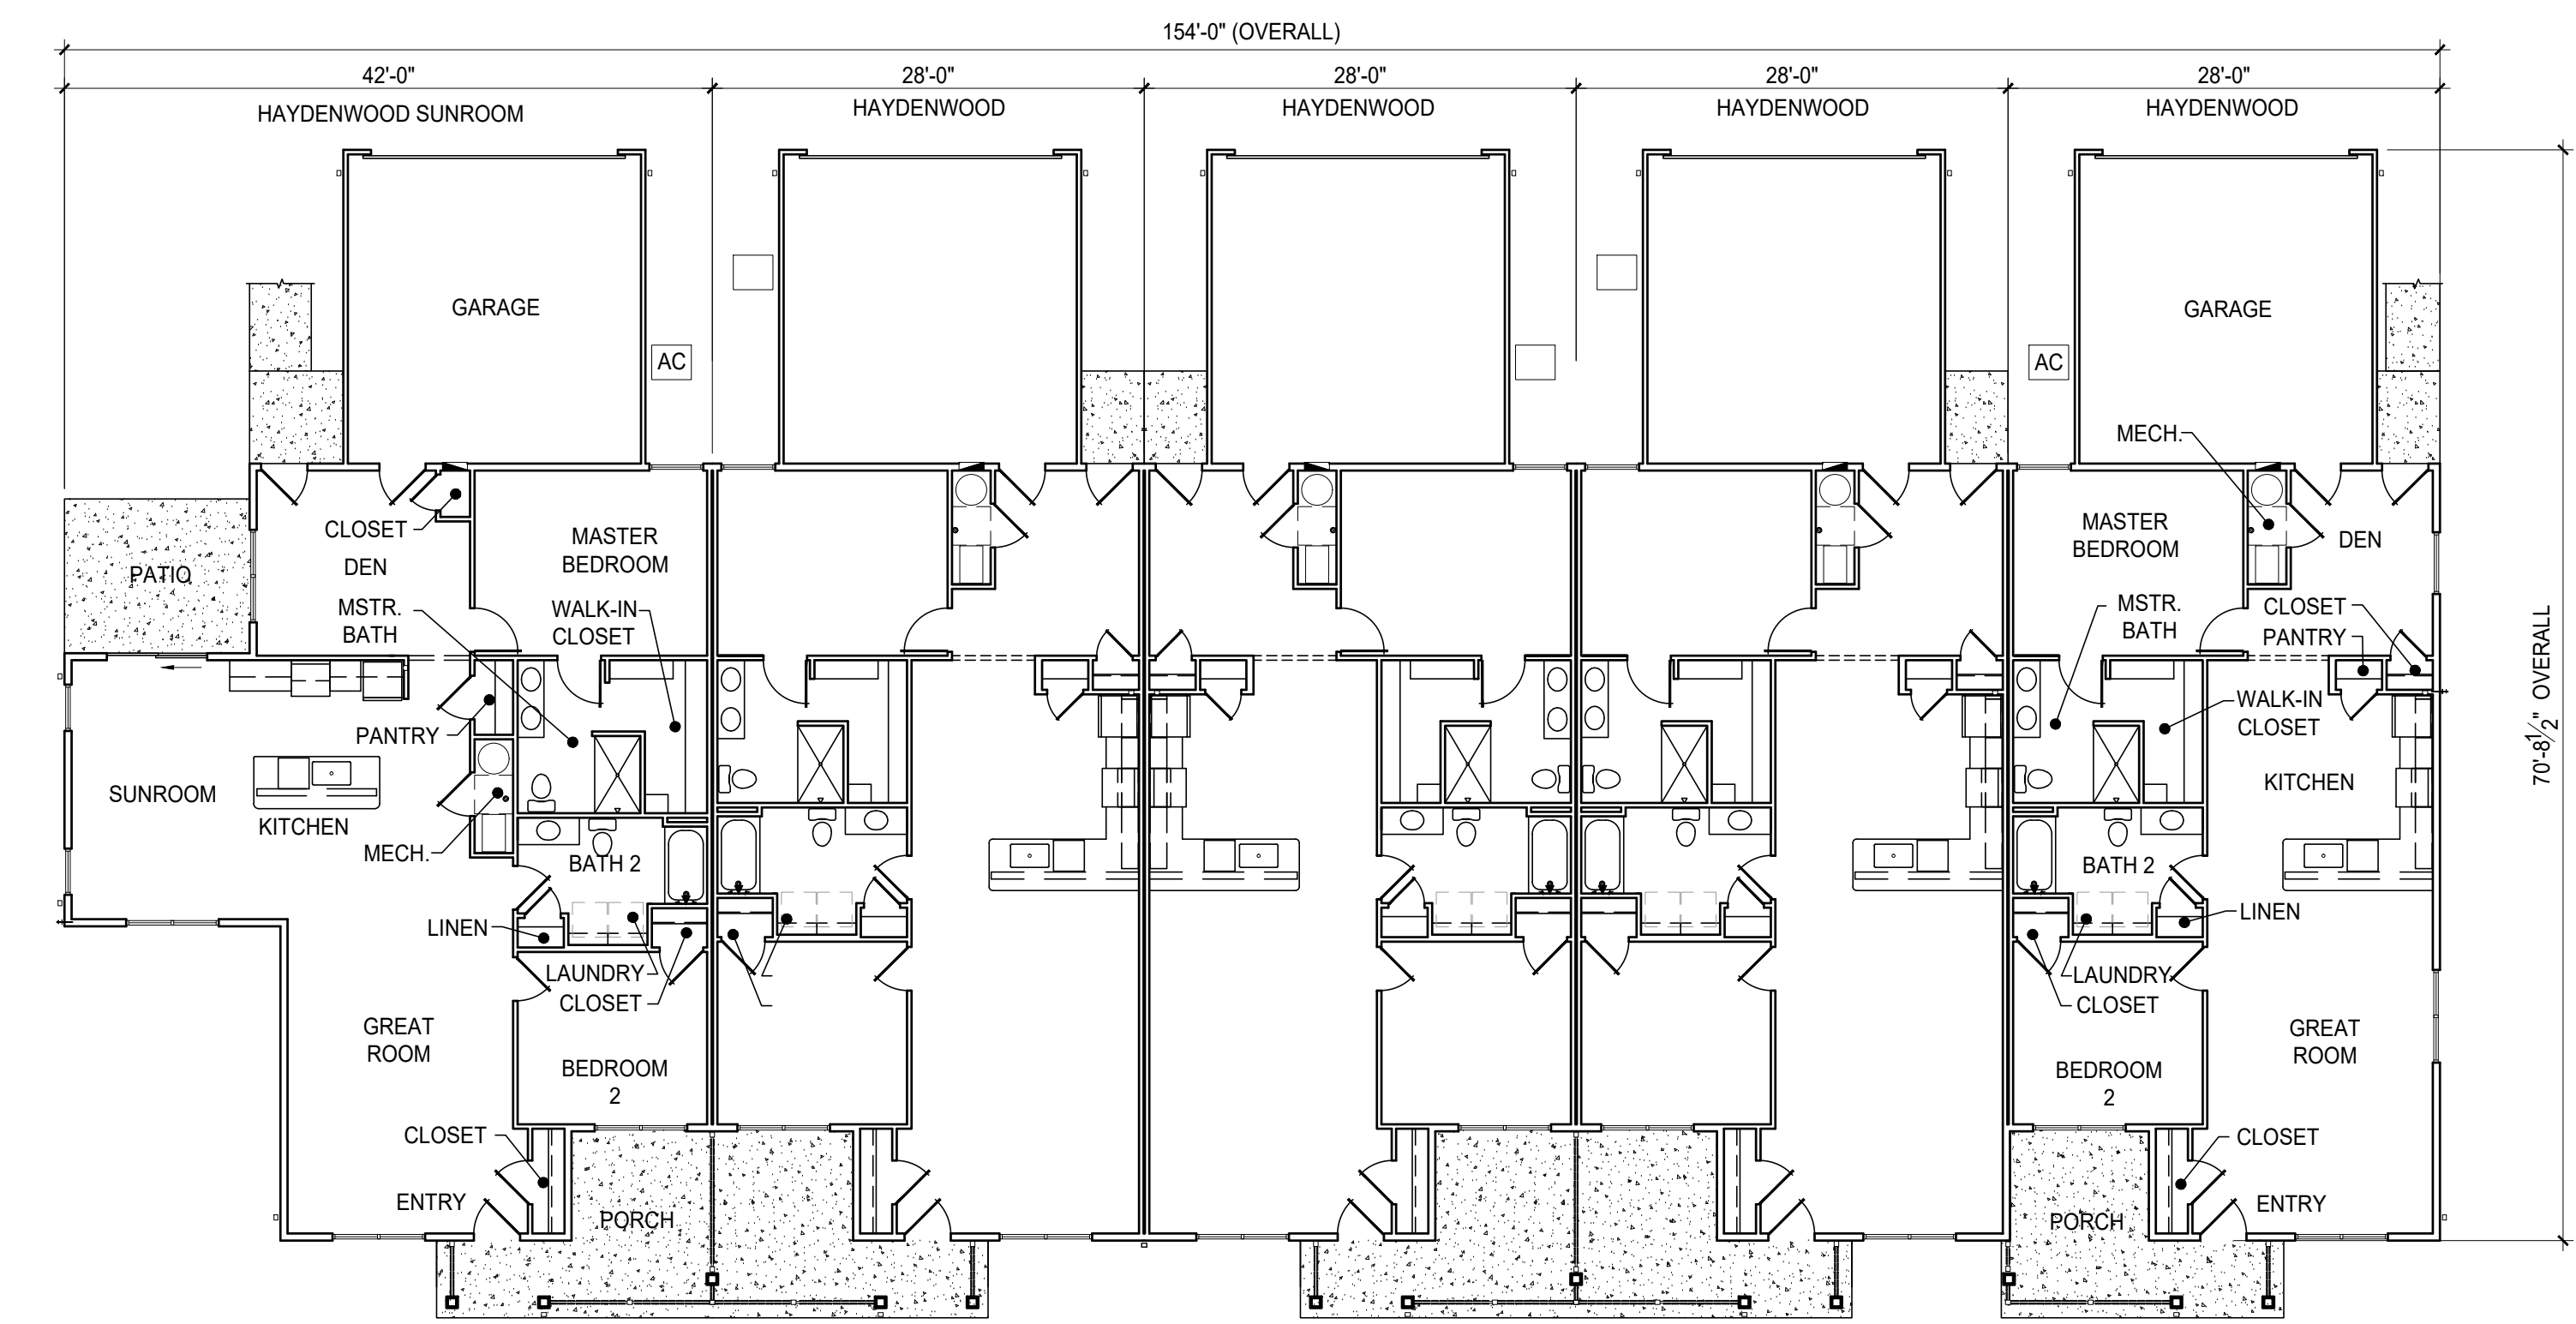 154'-0" (OVERALL)
42'-0"
28'-0"
28'-0"
28'-0"
28'-0"
HAYDENWOOD SUNROOM
HAYDENWOOD
HAYDENWOOD
HAYDENWOOD
HAYDENWOOD
GARAGE
GARAGE
AC
AC
MECH.
CLOSET
DEN
MASTER
BEDROOM
PATIO
MSTR.
BATH
WALK-IN
CLOSET
MASTER
BEDROOM
DEN
MSTR.
BATH
CLOSET
PANTRY
70'-8½" OVERALL
PANTRY
WALK-IN
CLOSET
SUNROOM
KITCHEN
MECH.
BATH 2
KITCHEN
BATH 2
LINEN
LINEN
LAUNDRY
CLOSET
LAUNDRY
CLOSET
GREAT
ROOM
BEDROOM
2
GREAT
ROOM
BEDROOM
2
CLOSET
ENTRY
PORCH
CLOSET
ENTRY
PORCH